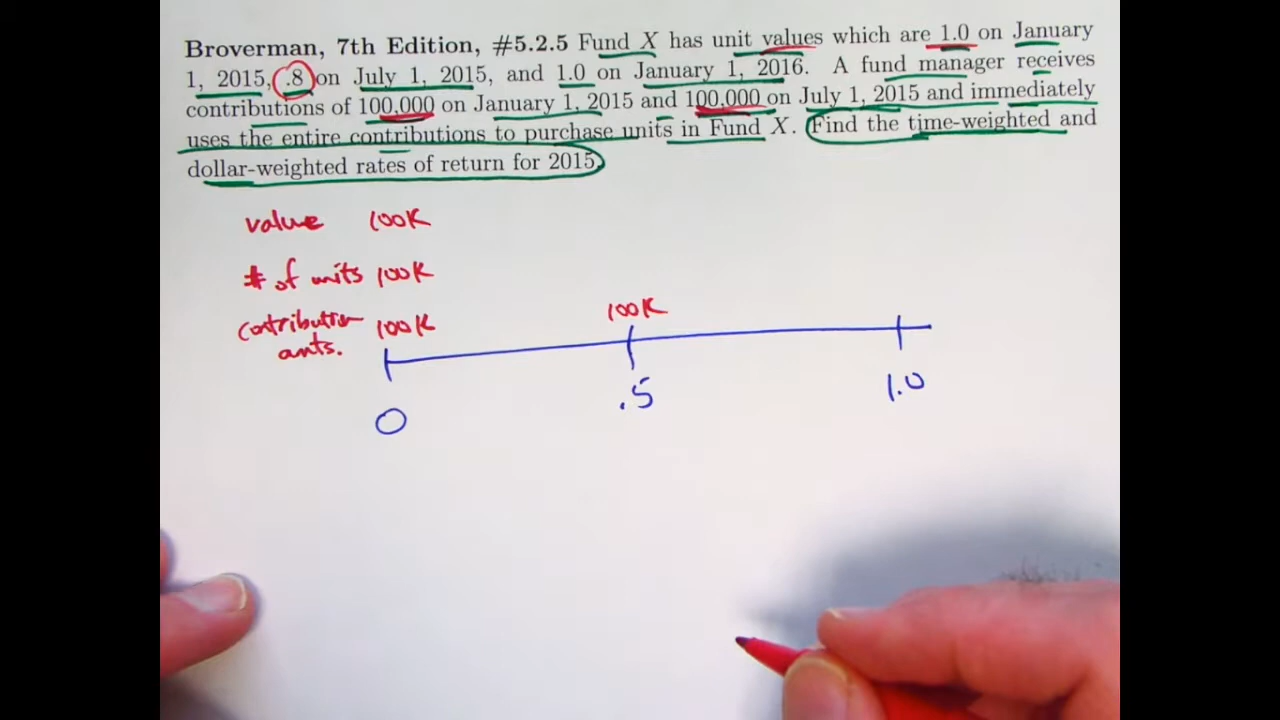 Broverman, 7th Edition, #5.2.5 Fund X has unit values which are 1.0 on January
1, 2015, .8 on July 1, 2015, and 1.0 on January 1, 2016. A fund manager receives
contributions of 100,000 on January 1, 2015 and 100,000 on July 1, 2015 and immediately
uses the entire contributions to purchase units in Fund X. Find the time-weighted and
dollar-weighted rates of return for 2015.
value 100K
# of units 100K
contribution 100K 100K
amts.
0 .5 1.0